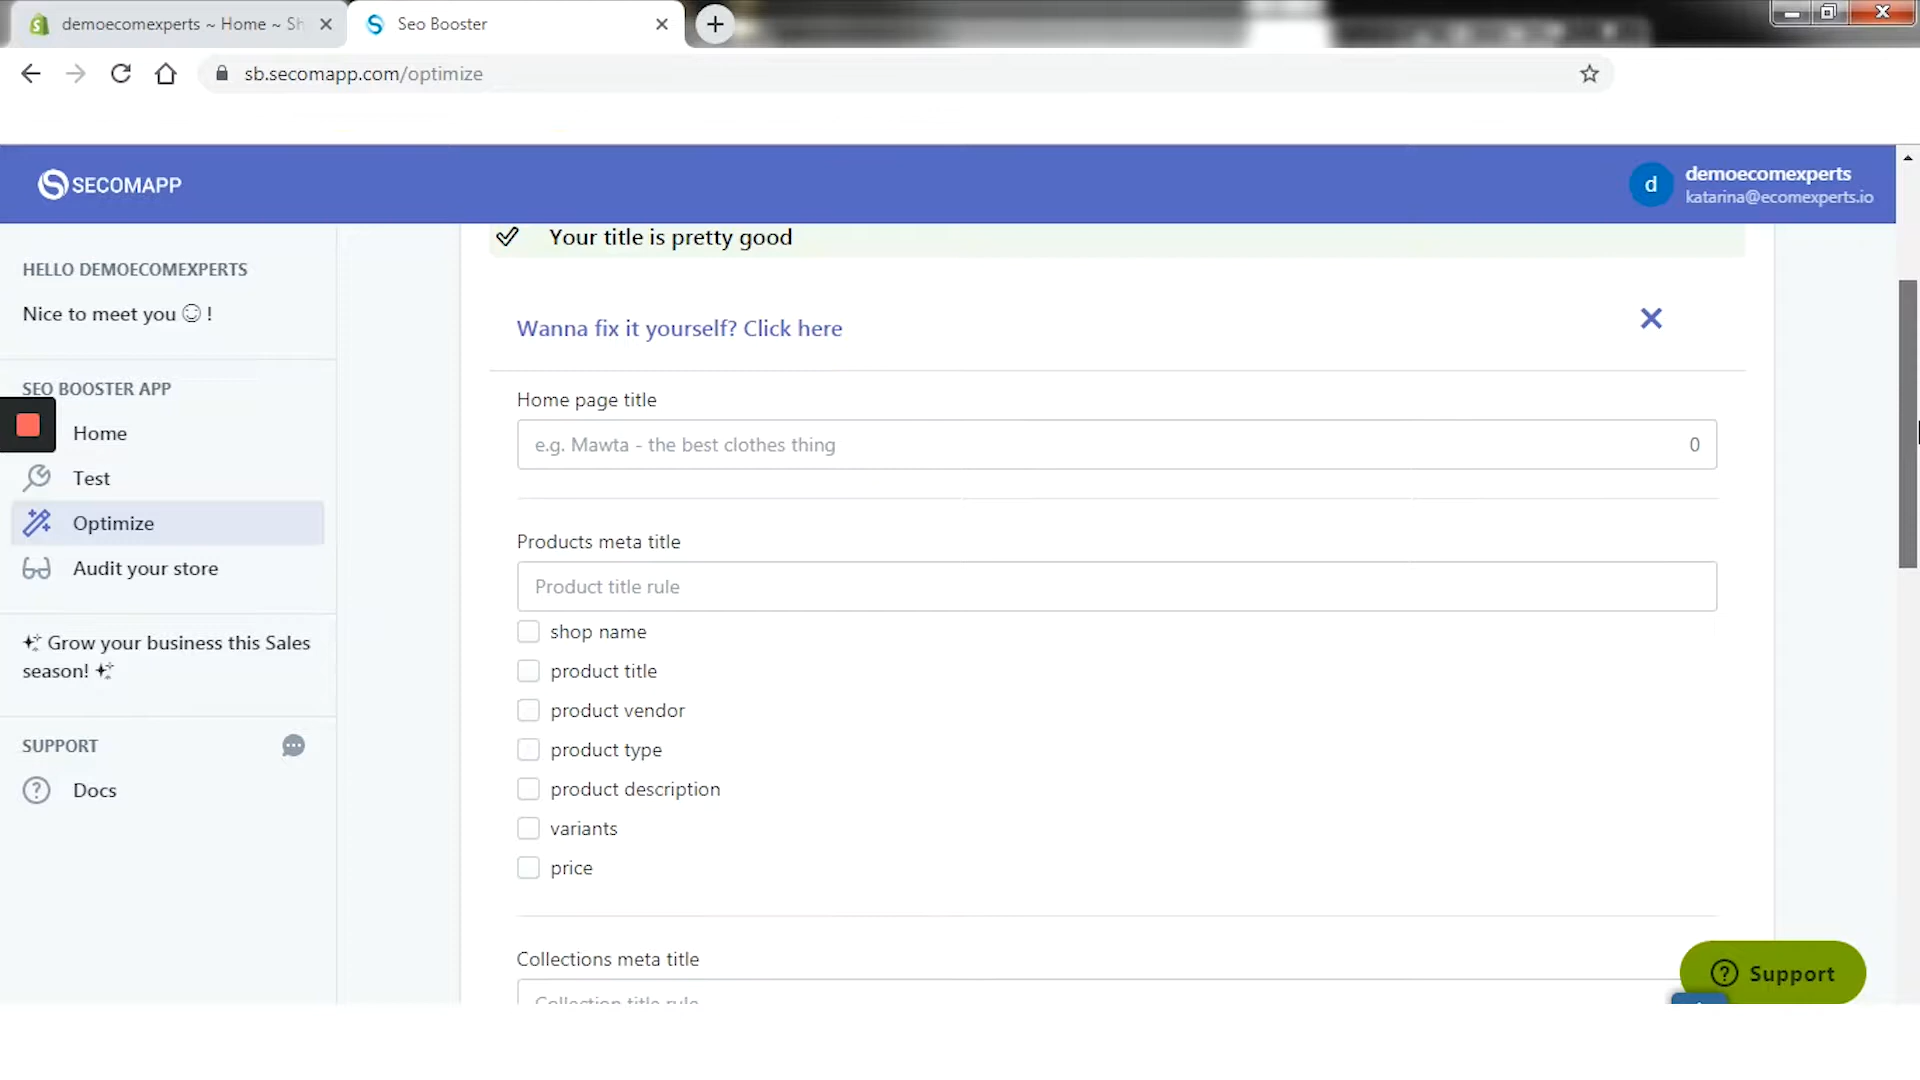 demoecomexperts ~ Home ~ Sh
Seo Booster
sb.secomapp.com/optimize
SECOMAPP
d
demoecomexperts
katarina@ecomexperts.io
HELLO DEMOECOMEXPERTS
Nice to meet you ☺ !
SEO BOOSTER APP
Home
Test
Optimize
Audit your store
✨ Grow your business this Sales
season! ✨
SUPPORT
Docs
Your title is pretty good
Wanna fix it yourself? Click here
Home page title
e.g. Mawta - the best clothes thing
0
Products meta title
Product title rule
shop name
product title
product vendor
product type
product description
variants
price
Collections meta title
Collection title rule
Support